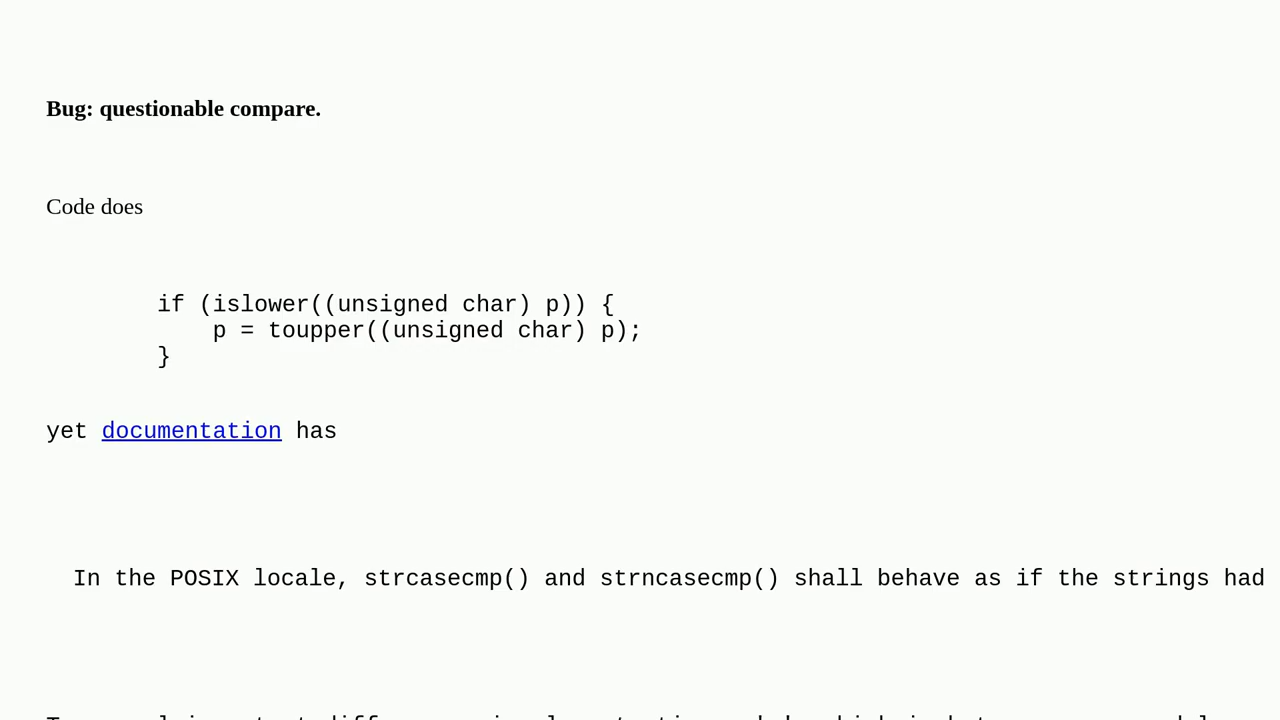 Bug: questionable compare.
Code does
if (islower((unsigned char) p)) {
p = toupper((unsigned char) p);
}
yet documentation has
In the POSIX locale, strcasecmp() and strncasecmp() shall behave as if the strings had